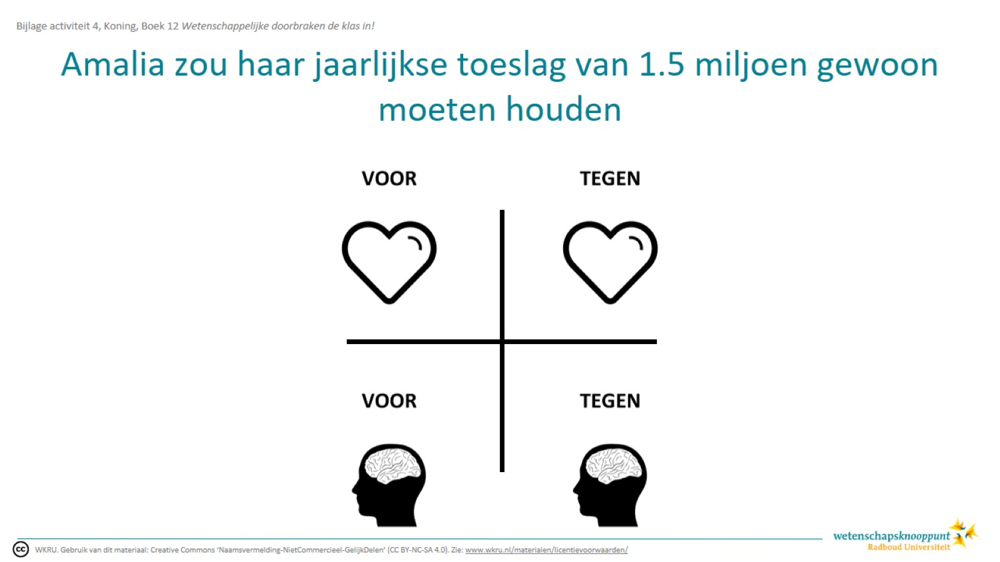 Bijlage activiteit 4, Koning, Boek 12 Wetenschappelijke doorbraken de klas in!
Amalia zou haar jaarlijkse toeslag van 1.5 miljoen gewoon
moeten houden
VOOR TEGEN
VOOR TEGEN
wetenschapsknooppunt
Radboud Universiteit
cc WKRU. Gebruik van dit materiaal: Creative Commons ‘Naamsvermelding-NietCommercieel-GelijkDelen’ (CC BY-NC-SA 4.0). Zie: www.wkru.nl/materialen/licentievoorwaarden/